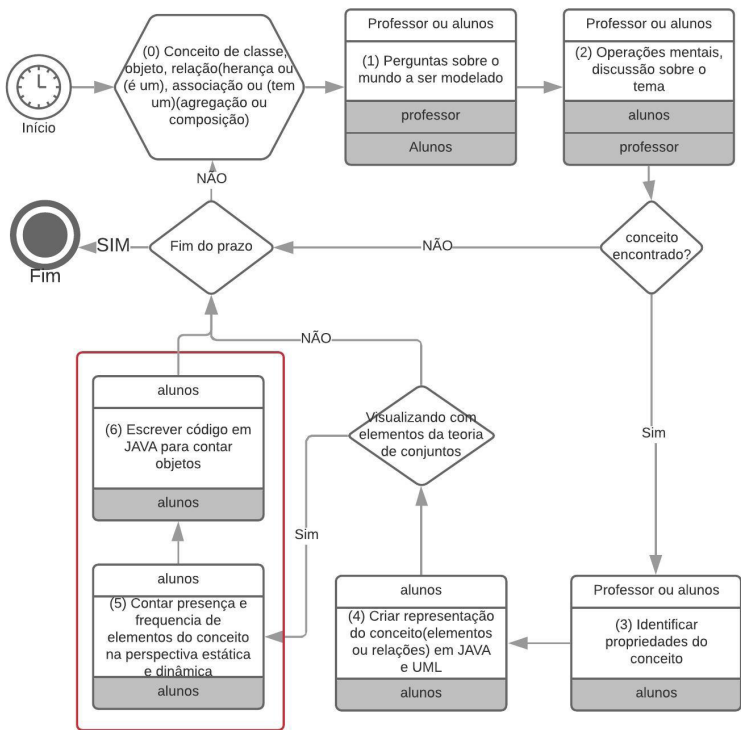 Início
(0) Conceito de classe,
objeto, relação(herança ou
(é um), associação ou (tem
um)(agregação ou
composição)
Professor ou alunos
(1) Perguntas sobre o
mundo a ser modelado
professor
Alunos
Professor ou alunos
(2) Operações mentais,
discussão sobre o
tema
alunos
professor
NÃO
Fim
SIM
Fim do prazo
NÃO
conceito
encontrado?
NÃO
Sim
alunos
(6) Escrever código em
JAVA para contar
objetos
alunos
Visualizando com
elementos da teoria
de conjuntos
Sim
alunos
(5) Contar presença e
frequencia de
elementos do conceito
na perspectiva estática
e dinâmica
alunos
alunos
(4) Criar representação
do conceito(elementos
ou relações) em JAVA
e UML
alunos
Professor ou alunos
(3) Identificar
propriedades do
conceito
alunos